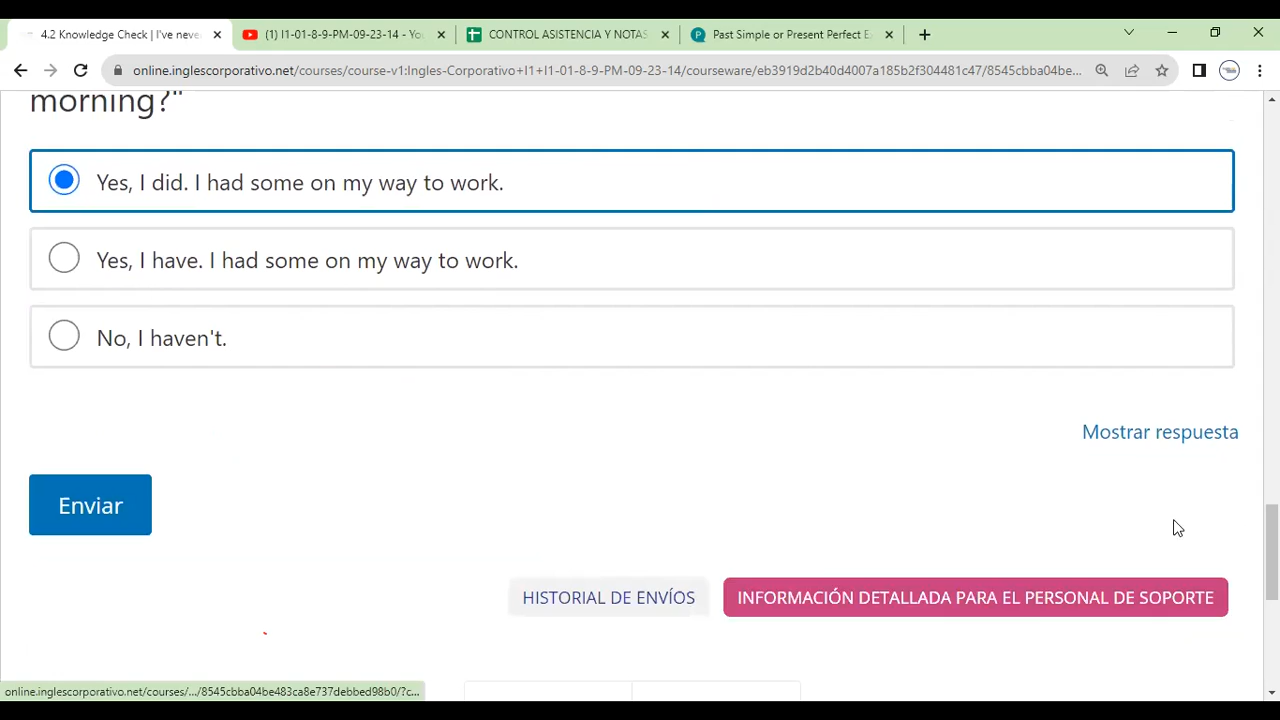 4.2 Knowledge Check | I've neve
(1) I1-01-8-9-PM-09-23-14 - Yo
CONTROL ASISTENCIA Y NOTAS
Past Simple or Present Perfect E
online.inglescorporativo.net/courses/course-v1:Ingles-Corporativo+I1+I1-01-8-9-PM-09-23-14/courseware/eb3919d2b40d4007a185b2f304481c47/8545cbba04be...
morning?"
Yes, I did. I had some on my way to work.
Yes, I have. I had some on my way to work.
No, I haven't.
Mostrar respuesta
Enviar
HISTORIAL DE ENVÍOS
INFORMACIÓN DETALLADA PARA EL PERSONAL DE SOPORTE
online.inglescorporativo.net/courses/.../8545cbba04be483ca8e737debbed98b0/?c...